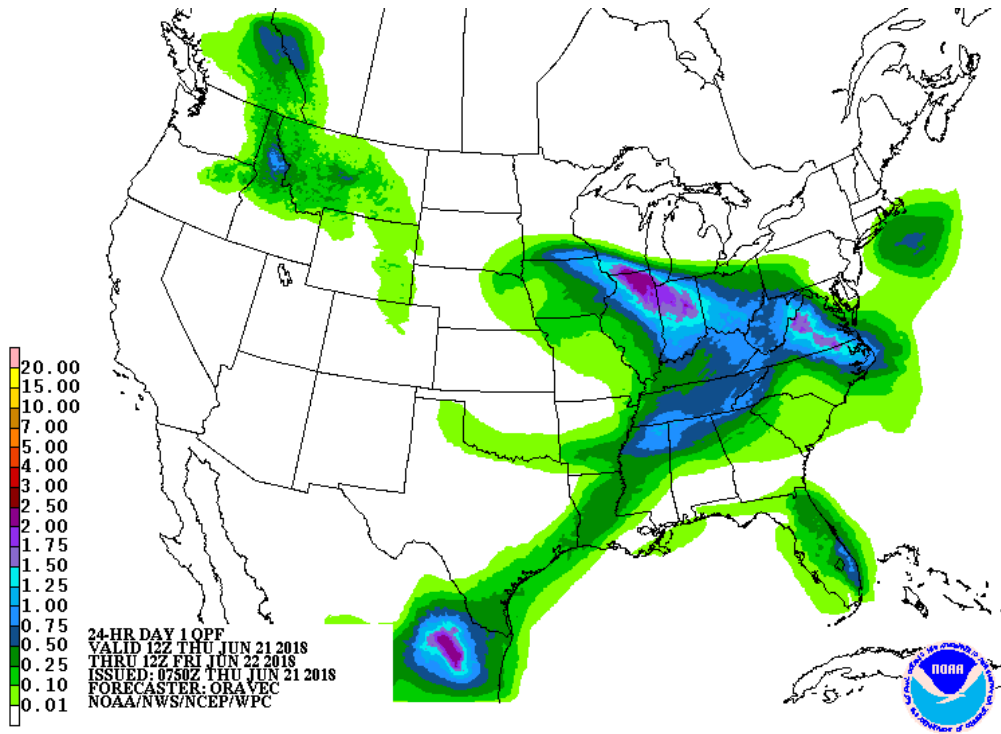 20.00
15.00
10.00
7.00
5.00
4.00
3.00
2.50
2.00
1.75
1.50
1.25
1.00
0.75
0.50
0.25
0.10
0.01
24-HR DAY 1 QPF
VALID 12Z THU JUN 21 2018
THRU 12Z FRI JUN 22 2018
ISSUED: 0750Z THU JUN 21 2018
FORECASTER: ORAVEC
NOAA/NWS/NCEP/WPC
NOAA